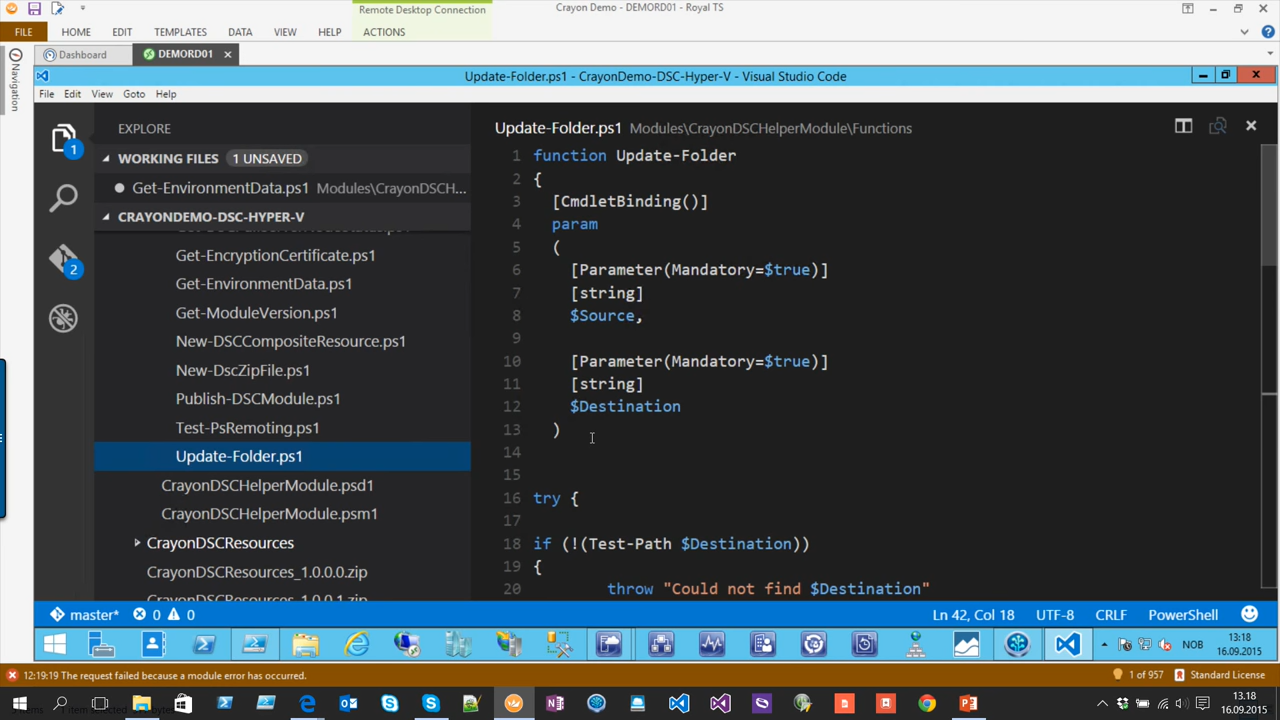 Remote Desktop Connection
Crayon Demo - DEMORD01 - Royal TS
FILE HOME EDIT TEMPLATES DATA VIEW HELP ACTIONS
Navigation
Dashboard
DEMORD01
Update-Folder.ps1 - CrayonDemo-DSC-Hyper-V - Visual Studio Code
File Edit View Goto Help
EXPLORE
WORKING FILES 1 UNSAVED
Get-EnvironmentData.ps1 Modules\CrayonDSCH...
CRAYONDEMO-DSC-HYPER-V
Get-EncryptionCertificate.ps1
Get-EnvironmentData.ps1
Get-ModuleVersion.ps1
New-DSCCompositeResource.ps1
New-DscZipFile.ps1
Publish-DSCModule.ps1
Test-PsRemoting.ps1
Update-Folder.ps1
CrayonDSCHelperModule.psd1
CrayonDSCHelperModule.psm1
CrayonDSCResources
CrayonDSCResources_1.0.0.0.zip
CrayonDSCResources_1.0.0.1.zip
1
2
Update-Folder.ps1 Modules\CrayonDSCHelperModule\Functions
1 function Update-Folder
2 {
3 [CmdletBinding()]
4 param
5 (
6 [Parameter(Mandatory=$true)]
7 [string]
8 $Source,
9
10 [Parameter(Mandatory=$true)]
11 [string]
12 $Destination
13 )
14
15
16 try {
17
18 if (!(Test-Path $Destination))
19 {
20 throw "Could not find $Destination"
master* 0 0
Ln 42, Col 18 UTF-8 CRLF PowerShell
NOB
13:18
16.09.2015
12:19:19 The request failed because a module error has occurred.
1 of 957 Standard License
13.18
16.09.2015